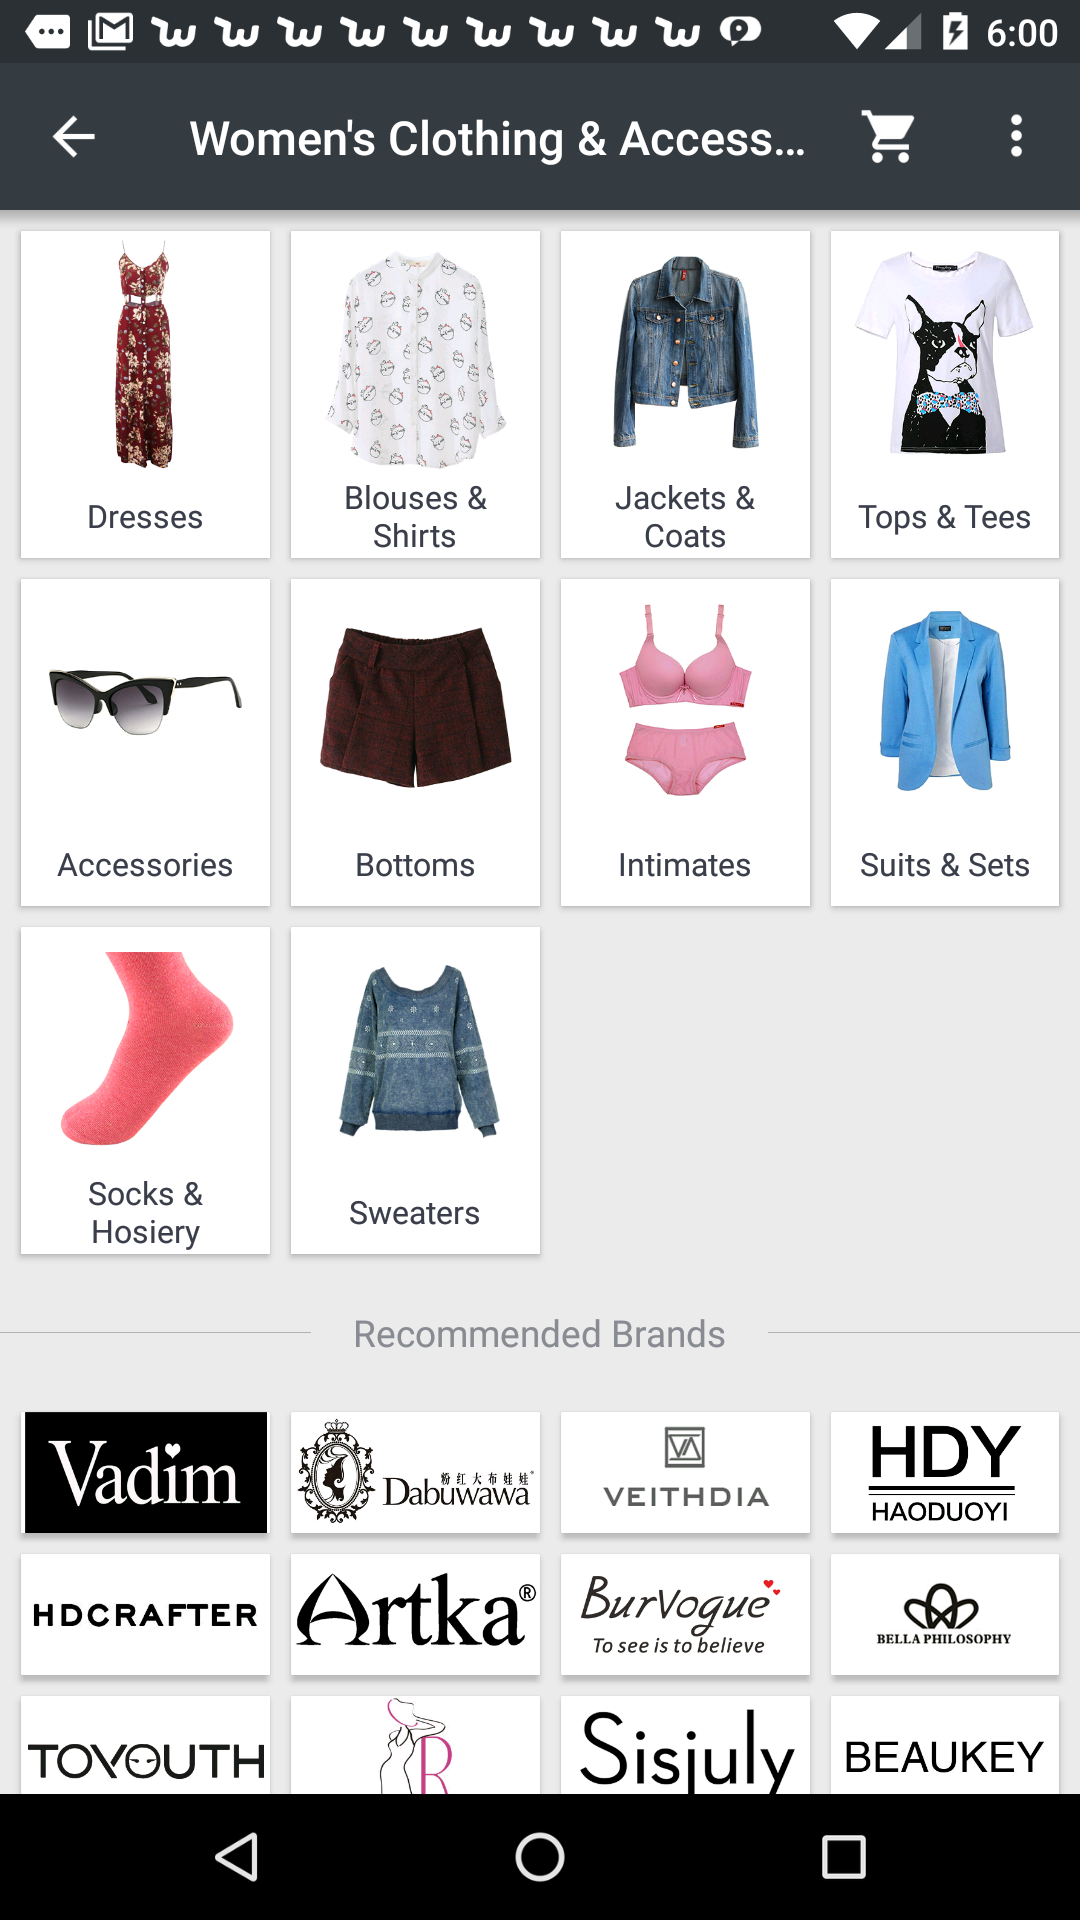 6:00
Women's Clothing & Access...
Dresses
Blouses &
Shirts
Jackets &
Coats
Tops & Tees
Accessories
Bottoms
Intimates
Suits & Sets
Socks &
Hosiery
Sweaters
Recommended Brands
Vadim
粉红大布娃娃®
Dabuwawa
VEITHDIA
HDY
HAODUOYI
HDCRAFTER
Artka®
BurVogue
To see is to believe
BELLA PHILOSOPHY
TOYOUTH
R
Sisjuly
BEAUKEY